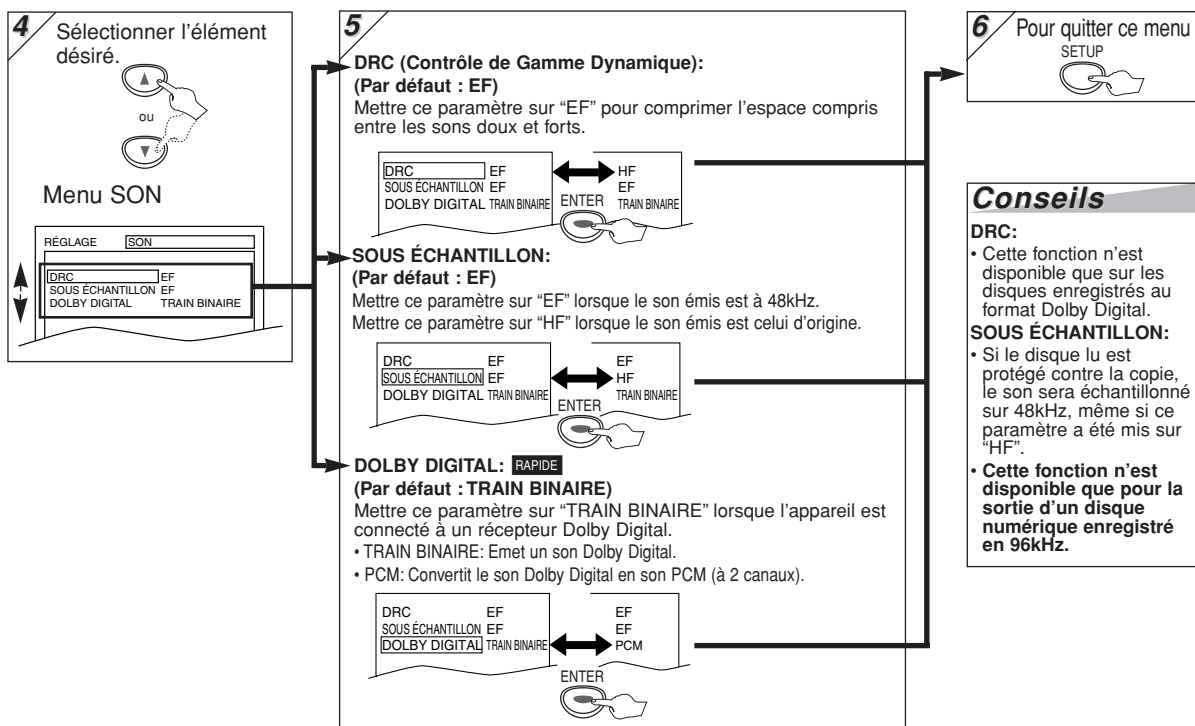 4
Sélectionner l'élément
désiré.
ou
Menu SON
RÉGLAGE SON
DRC EF
SOUS ÉCHANTILLON EF
DOLBY DIGITAL TRAIN BINAIRE
5
DRC (Contrôle de Gamme Dynamique):
(Par défaut : EF)
Mettre ce paramètre sur “EF” pour comprimer l'espace compris
entre les sons doux et forts.
DRC EF HF
SOUS ÉCHANTILLON EF EF
DOLBY DIGITAL TRAIN BINAIRE TRAIN BINAIRE
ENTER
SOUS ÉCHANTILLON:
(Par défaut : EF)
Mettre ce paramètre sur “EF” lorsque le son émis est à 48kHz.
Mettre ce paramètre sur “HF” lorsque le son émis est celui d'origine.
DRC EF EF
SOUS ÉCHANTILLON EF HF
DOLBY DIGITAL TRAIN BINAIRE TRAIN BINAIRE
ENTER
DOLBY DIGITAL: RAPIDE
(Par défaut : TRAIN BINAIRE)
Mettre ce paramètre sur “TRAIN BINAIRE” lorsque l'appareil est
connecté à un récepteur Dolby Digital.
• TRAIN BINAIRE: Emet un son Dolby Digital.
• PCM: Convertit le son Dolby Digital en son PCM (à 2 canaux).
DRC EF EF
SOUS ÉCHANTILLON EF EF
DOLBY DIGITAL TRAIN BINAIRE PCM
ENTER
6
Pour quitter ce menu
SETUP
Conseils
DRC:
• Cette fonction n'est
disponible que sur les
disques enregistrés au
format Dolby Digital.
SOUS ÉCHANTILLON:
• Si le disque lu est
protégé contre la copie,
le son sera échantillonné
sur 48kHz, même si ce
paramètre a été mis sur
“HF”.
• Cette fonction n'est
disponible que pour la
sortie d'un disque
numérique enregistré
en 96kHz.